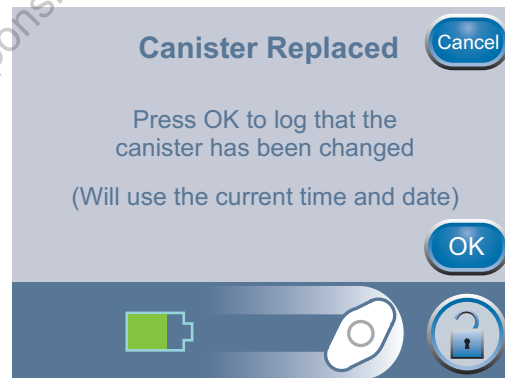 Canister Replaced
Cancel
Press OK to log that the
canister has been changed
(Will use the current time and date)
OK